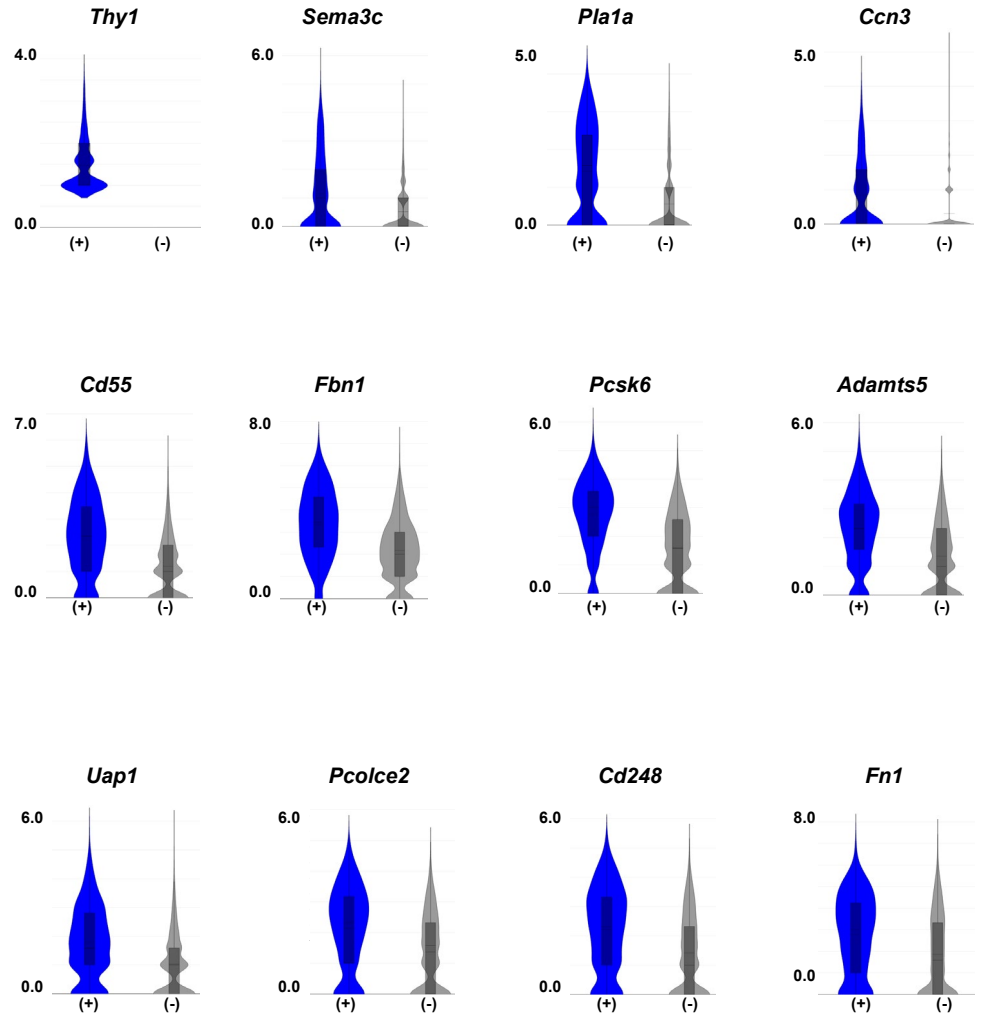 Thy1 Sema3c Pla1a Ccn3
4.0 6.0 5.0 5.0
0.0 0.0 0.0 0.0
(+) (-) (+) (-) (+) (-) (+) (-)
Cd55 Fbn1 Pcsk6 Adamts5
7.0 8.0 6.0 6.0
0.0 0.0 0.0 0.0
(+) (-) (+) (-) (+) (-) (+) (-)
Uap1 Pcolce2 Cd248 Fn1
6.0 6.0 6.0 8.0
0.0 0.0 0.0 0.0
(+) (-) (+) (-) (+) (-) (+) (-)